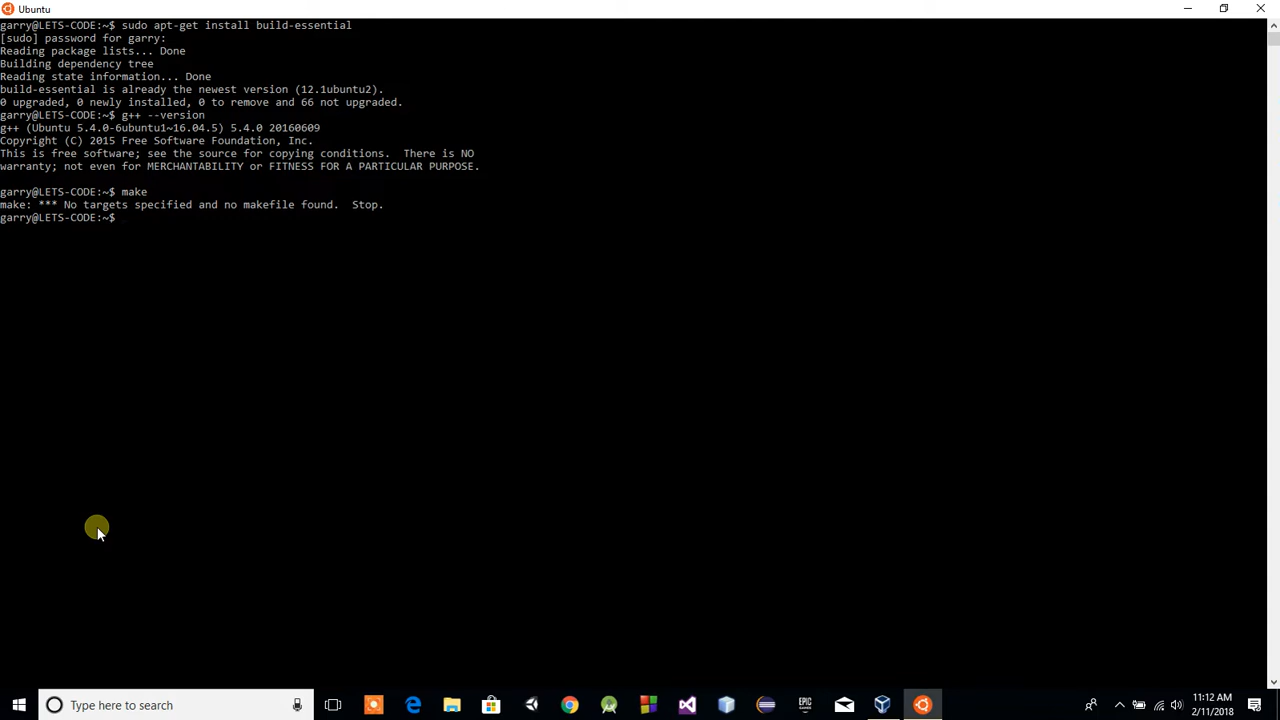 Ubuntu
garry@LETS-CODE:~$ sudo apt-get install build-essential
[sudo] password for garry:
Reading package lists... Done
Building dependency tree
Reading state information... Done
build-essential is already the newest version (12.1ubuntu2).
0 upgraded, 0 newly installed, 0 to remove and 66 not upgraded.
garry@LETS-CODE:~$ g++ --version
g++ (Ubuntu 5.4.0-6ubuntu1~16.04.5) 5.4.0 20160609
Copyright (C) 2015 Free Software Foundation, Inc.
This is free software; see the source for copying conditions.  There is NO
warranty; not even for MERCHANTABILITY or FITNESS FOR A PARTICULAR PURPOSE.
garry@LETS-CODE:~$ make
make: *** No targets specified and no makefile found.  Stop.
garry@LETS-CODE:~$
Type here to search
EPIC GAMES
11:12 AM
2/11/2018